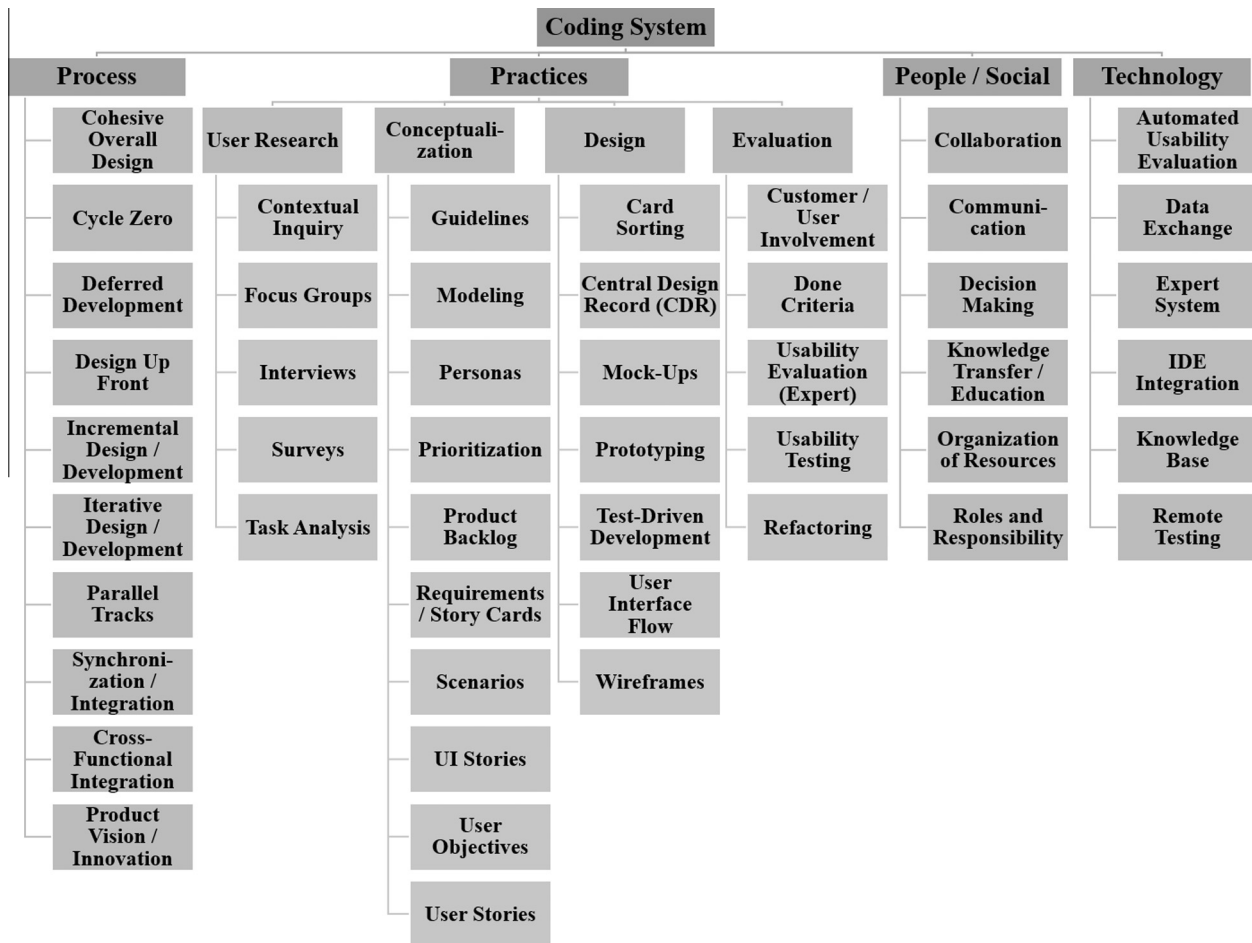 Coding System
Process
Practices
People / Social
Technology
Cohesive
Overall
Design
Cycle Zero
Deferred
Development
Design Up
Front
Incremental
Design /
Development
Iterative
Design /
Development
Parallel
Tracks
Synchroni-
zation /
Integration
Cross-
Functional
Integration
Product
Vision /
Innovation
User Research
Contextual
Inquiry
Focus Groups
Interviews
Surveys
Task Analysis
Conceptuali-
zation
Guidelines
Modeling
Personas
Prioritization
Product
Backlog
Requirements
/ Story Cards
Scenarios
UI Stories
User
Objectives
User Stories
Design
Card
Sorting
Central Design
Record (CDR)
Mock-Ups
Prototyping
Test-Driven
Development
User
Interface
Flow
Wireframes
Evaluation
Customer /
User
Involvement
Done
Criteria
Usability
Evaluation
(Expert)
Usability
Testing
Refactoring
Collaboration
Communi-
cation
Decision
Making
Knowledge
Transfer /
Education
Organization
of Resources
Roles and
Responsibility
Automated
Usability
Evaluation
Data
Exchange
Expert
System
IDE
Integration
Knowledge
Base
Remote
Testing